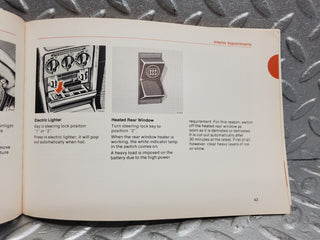 Interior Appointments
Electric Lighter
Key in steering lock position
"1" or "2".
Press in electric lighter; it will pop
out automatically when hot.
Heated Rear Window
Turn steering lock key to
position "2".
When the rear window heater is
working, the white indicator lamp
in the switch comes on.
A heavy load is imposed on the
battery due to the high power
requirement. For this reason, switch
off the heated rear window as
soon as it is demisted or defrosted.
It is cut out automatically after
30 minutes at the latest. First of all,
however, clear heavy layers of ice
or snow.
43